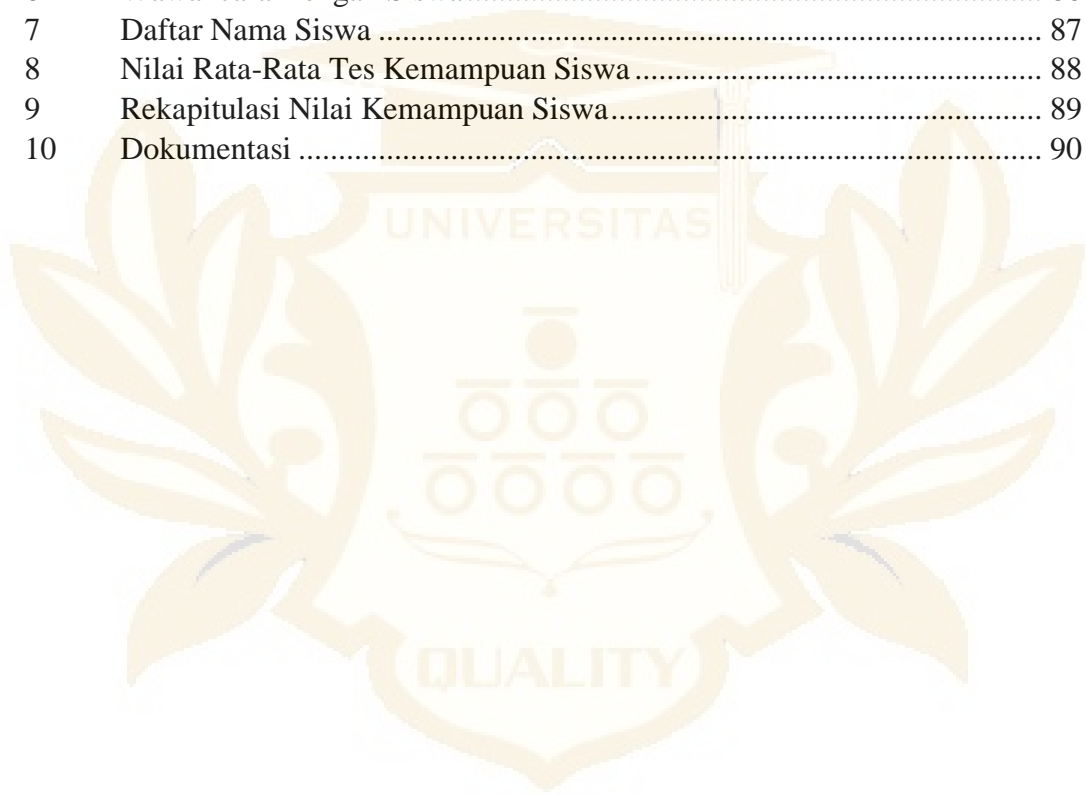 7 Daftar Nama Siswa .................................................................................... 87
8 Nilai Rata-Rata Tes Kemampuan Siswa .................................................... 88
9 Rekapitulasi Nilai Kemampuan Siswa....................................................... 89
10 Dokumentasi .............................................................................................. 90
UNIVERSITAS
QUALITY